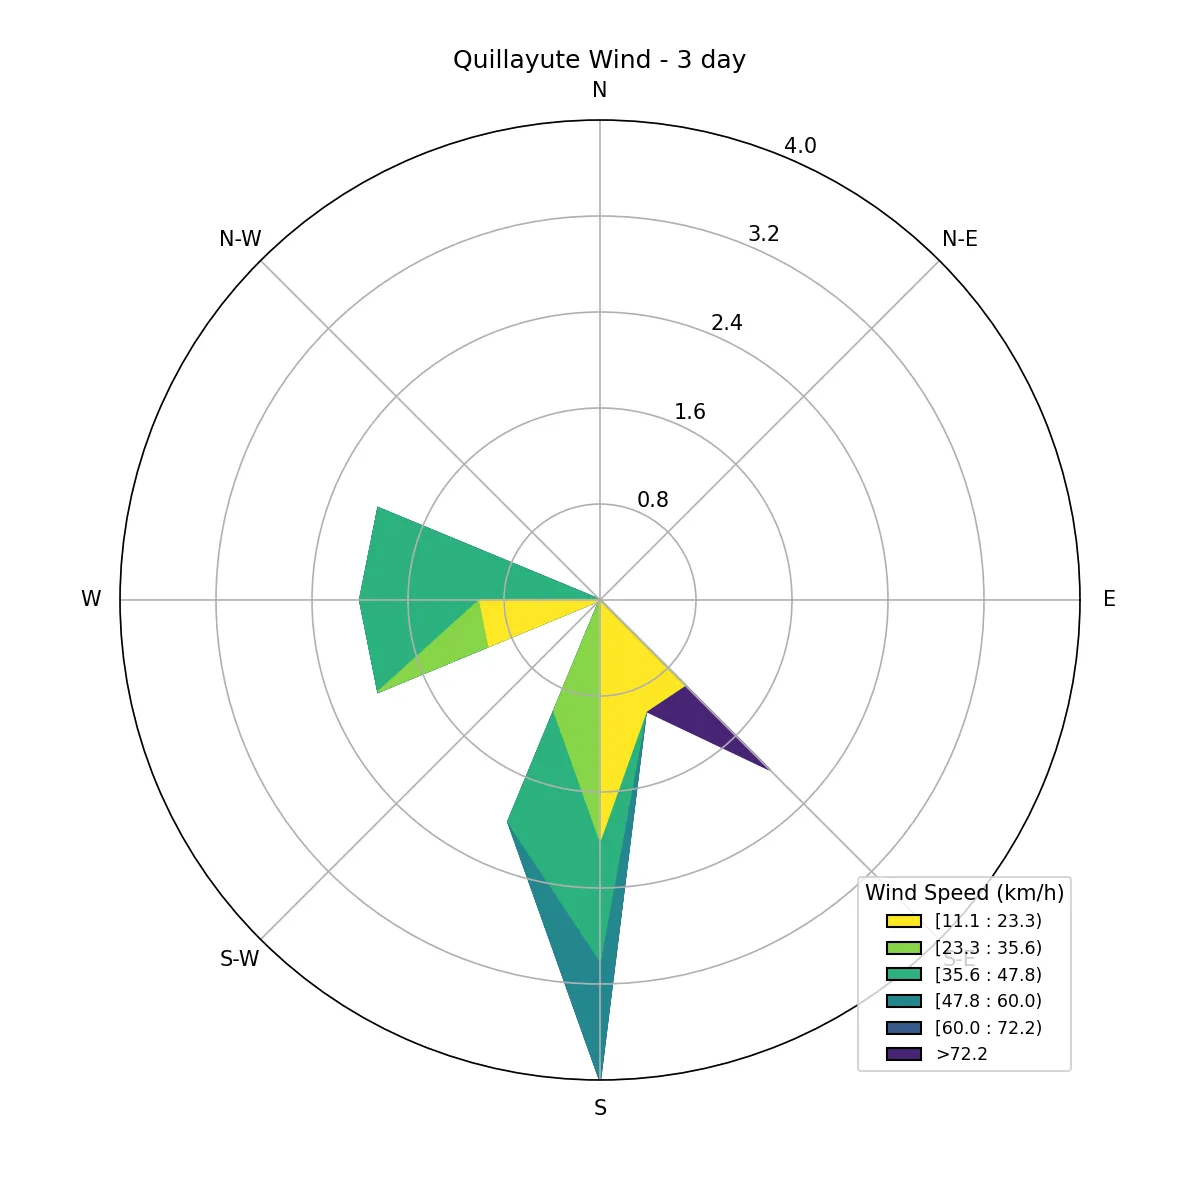 Quillayute Wind - 3 day
N
4.0
N-W
3.2
N-E
2.4
1.6
0.8
W
E
Wind Speed (km/h)
[11.1 : 23.3)
[23.3 : 35.6)
S-W
S-E
[35.6 : 47.8)
[47.8 : 60.0)
[60.0 : 72.2)
>72.2
S